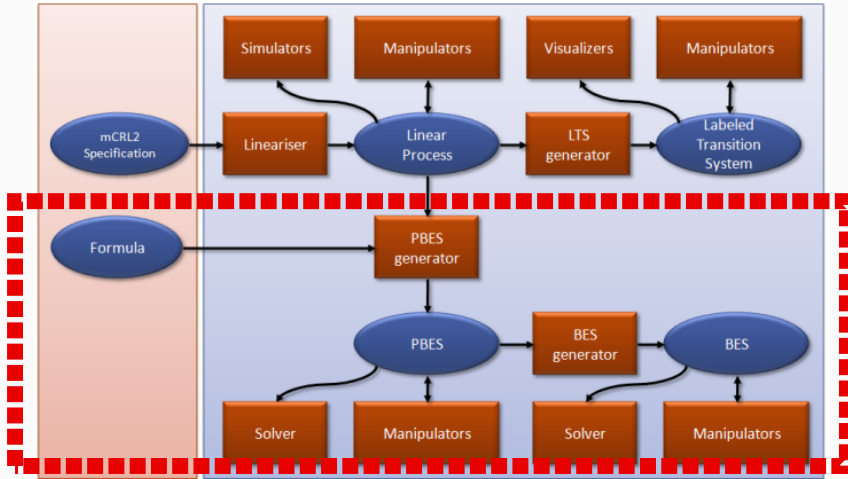 Simulators
Manipulators
Visualizers
Manipulators
mCRL2
Specification
Lineariser
Linear
Process
LTS
generator
Labeled
Transition
System
Formula
PBES
generator
PBES
BES
generator
BES
Solver
Manipulators
Solver
Manipulators